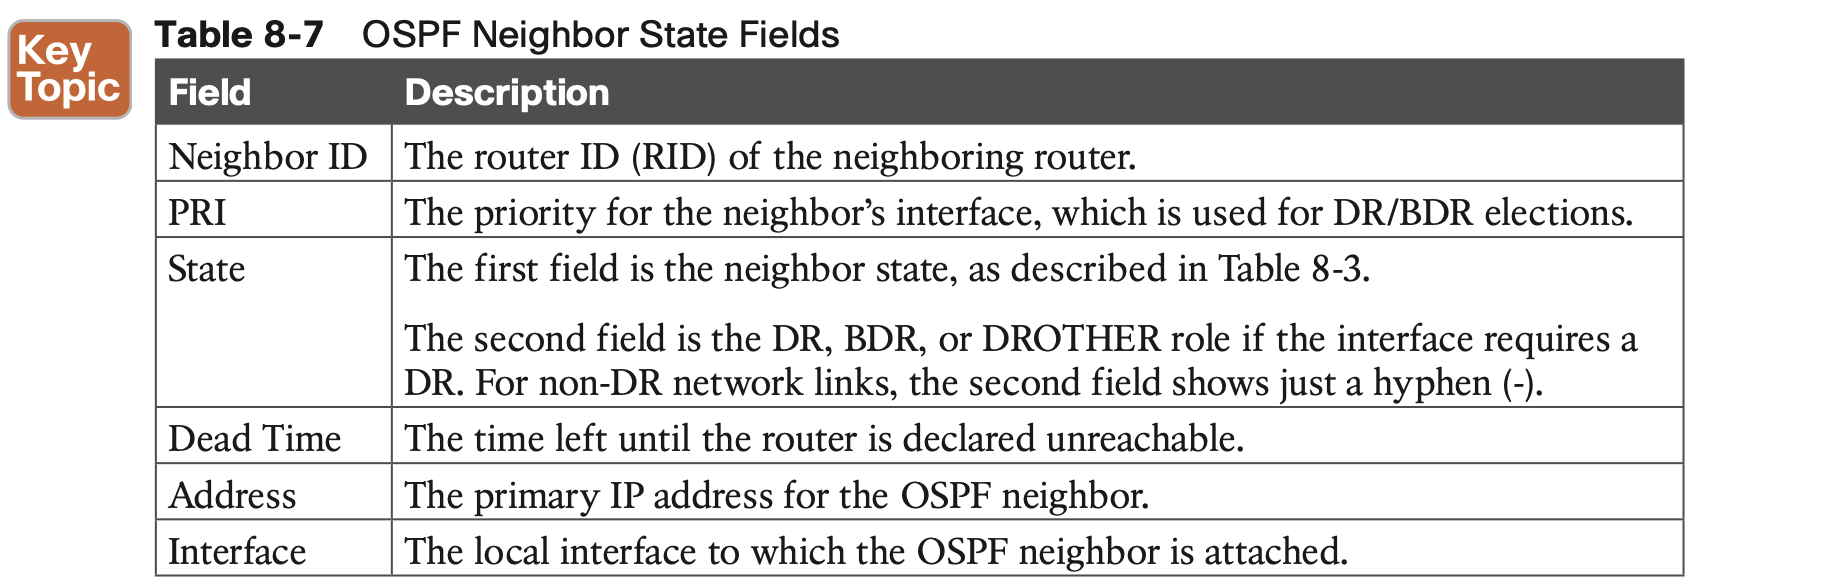 Key
Topic
Table 8-7 OSPF Neighbor State Fields
Field Description
Neighbor ID The router ID (RID) of the neighboring router.
PRI The priority for the neighbor’s interface, which is used for DR/BDR elections.
State The first field is the neighbor state, as described in Table 8-3.
The second field is the DR, BDR, or DROTHER role if the interface requires a
DR. For non-DR network links, the second field shows just a hyphen (-).
Dead Time The time left until the router is declared unreachable.
Address The primary IP address for the OSPF neighbor.
Interface The local interface to which the OSPF neighbor is attached.